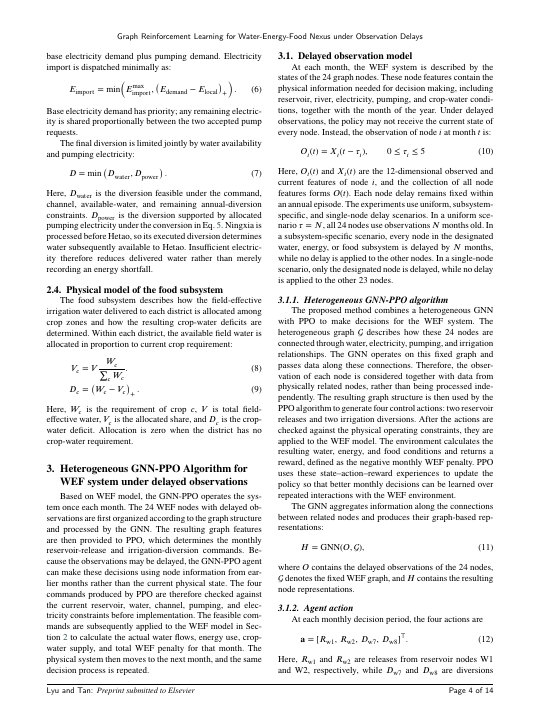 Graph Reinforcement Learning for Water-Energy-Food Nexus under Observation Delays
base electricity demand plus pumping demand. Electricity
import is dispatched minimally as:
E_import = min(E^max_import, (E_demand − E_local)_+). (6)
Base electricity demand has priority; any remaining electric-
ity is shared proportionally between the two accepted pump
requests.
The final diversion is limited jointly by water availability
and pumping electricity:
D = min (D_water, D_power). (7)
Here, D_water is the diversion feasible under the command,
channel, available-water, and remaining annual-diversion
constraints. D_power is the diversion supported by allocated
pumping electricity under the conversion in Eq. 5. Ningxia is
processed before Hetao, so its executed diversion determines
water subsequently available to Hetao. Insufficient electric-
ity therefore reduces delivered water rather than merely
recording an energy shortfall.
2.4. Physical model of the food subsystem
The food subsystem describes how the field-effective
irrigation water delivered to each district is allocated among
crop zones and how the resulting crop-water deficits are
determined. Within each district, the available field water is
allocated in proportion to current crop requirement:
V_c = V W_c / ∑_c W_c. (8)
D_c = (W_c − V_c)_+. (9)
Here, W_c is the requirement of crop c, V is total field-
effective water, V_c is the allocated share, and D_c is the crop-
water deficit. Allocation is zero when the district has no
crop-water requirement.
3. Heterogeneous GNN-PPO Algorithm for
WEF system under delayed observations
Based on WEF model, the GNN-PPO operates the sys-
tem once each month. The 24 WEF nodes with delayed ob-
servations are first organized according to the graph structure
and processed by the GNN. The resulting graph features
are then provided to PPO, which determines the monthly
reservoir-release and irrigation-diversion commands. Be-
cause the observations may be delayed, the GNN-PPO agent
can make these decisions using node information from ear-
lier months rather than the current physical state. The four
commands produced by PPO are therefore checked against
the current reservoir, water, channel, pumping, and elec-
tricity constraints before implementation. The feasible com-
mands are subsequently applied to the WEF model in Sec-
tion 2 to calculate the actual water flows, energy use, crop-
water supply, and total WEF penalty for that month. The
physical system then moves to the next month, and the same
decision process is repeated.
3.1. Delayed observation model
At each month, the WEF system is described by the
states of the 24 graph nodes. These node features contain the
physical information needed for decision making, including
reservoir, river, electricity, pumping, and crop-water condi-
tions, together with the month of the year. Under delayed
observations, the policy may not receive the current state of
every node. Instead, the observation of node i at month t is:
O_i(t) = X_i(t − τ_i), 0 ≤ τ_i ≤ 5 (10)
Here, O_i(t) and X_i(t) are the 12-dimensional observed and
current features of node i, and the collection of all node
features forms O(t). Each node delay remains fixed within
an annual episode. The experiments use uniform, subsystem-
specific, and single-node delay scenarios. In a uniform sce-
nario τ = N, all 24 nodes use observations N months old. In
a subsystem-specific scenario, every node in the designated
water, energy, or food subsystem is delayed by N months,
while no delay is applied to the other nodes. In a single-node
scenario, only the designated node is delayed, while no delay
is applied to the other 23 nodes.
3.1.1. Heterogeneous GNN-PPO algorithm
The proposed method combines a heterogeneous GNN
with PPO to make decisions for the WEF system. The
heterogeneous graph 𝒢 describes how these 24 nodes are
connected through water, electricity, pumping, and irrigation
relationships. The GNN operates on this fixed graph and
passes data along these connections. Therefore, the obser-
vation of each node is considered together with data from
physically related nodes, rather than being processed inde-
pendently. The resulting graph structure is then used by the
PPO algorithm to generate four control actions: two reservoir
releases and two irrigation diversions. After the actions are
checked against the physical operating constraints, they are
applied to the WEF model. The environment calculates the
resulting water, energy, and food conditions and returns a
reward, defined as the negative monthly WEF penalty. PPO
uses these state–action–reward experiences to update the
policy so that better monthly decisions can be learned over
repeated interactions with the WEF environment.
The GNN aggregates information along the connections
between related nodes and produces their graph-based rep-
resentations:
H = GNN(O, 𝒢), (11)
where O contains the delayed observations of the 24 nodes,
𝒢 denotes the fixed WEF graph, and H contains the resulting
node representations.
3.1.2. Agent action
At each monthly decision period, the four actions are
a = [R_w1, R_w2, D_w7, D_w8]^⊤. (12)
Here, R_w1 and R_w2 are releases from reservoir nodes W1
and W2, respectively, while D_w7 and D_w8 are diversions
Lyu and Tan: Preprint submitted to Elsevier
Page 4 of 14